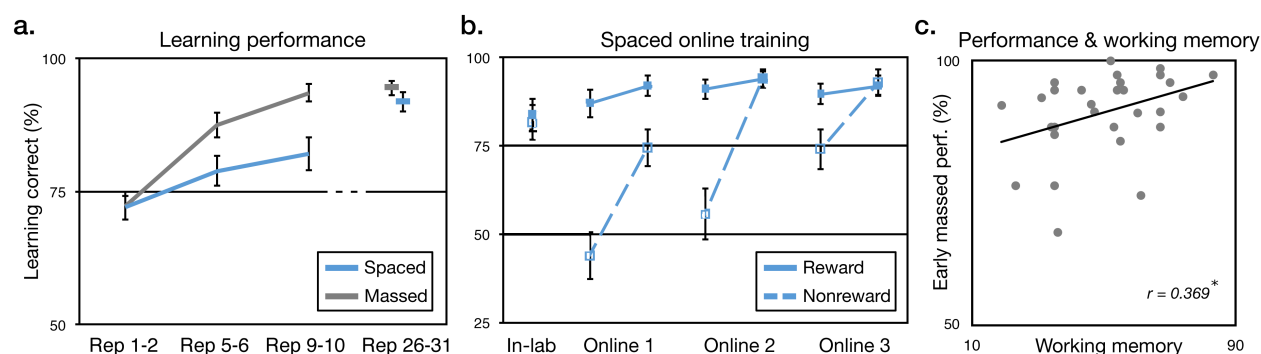 a.
Learning performance
Learning correct (%)
100
75
50
Spaced
Massed
Rep 1-2
Rep 5-6
Rep 9-10
Rep 26-31
b.
Spaced online training
100
75
50
25
Reward
Nonreward
In-lab
Online 1
Online 2
Online 3
c.
Performance & working memory
Early massed perf. (%)
100
50
r = 0.369*
10
Working memory
90